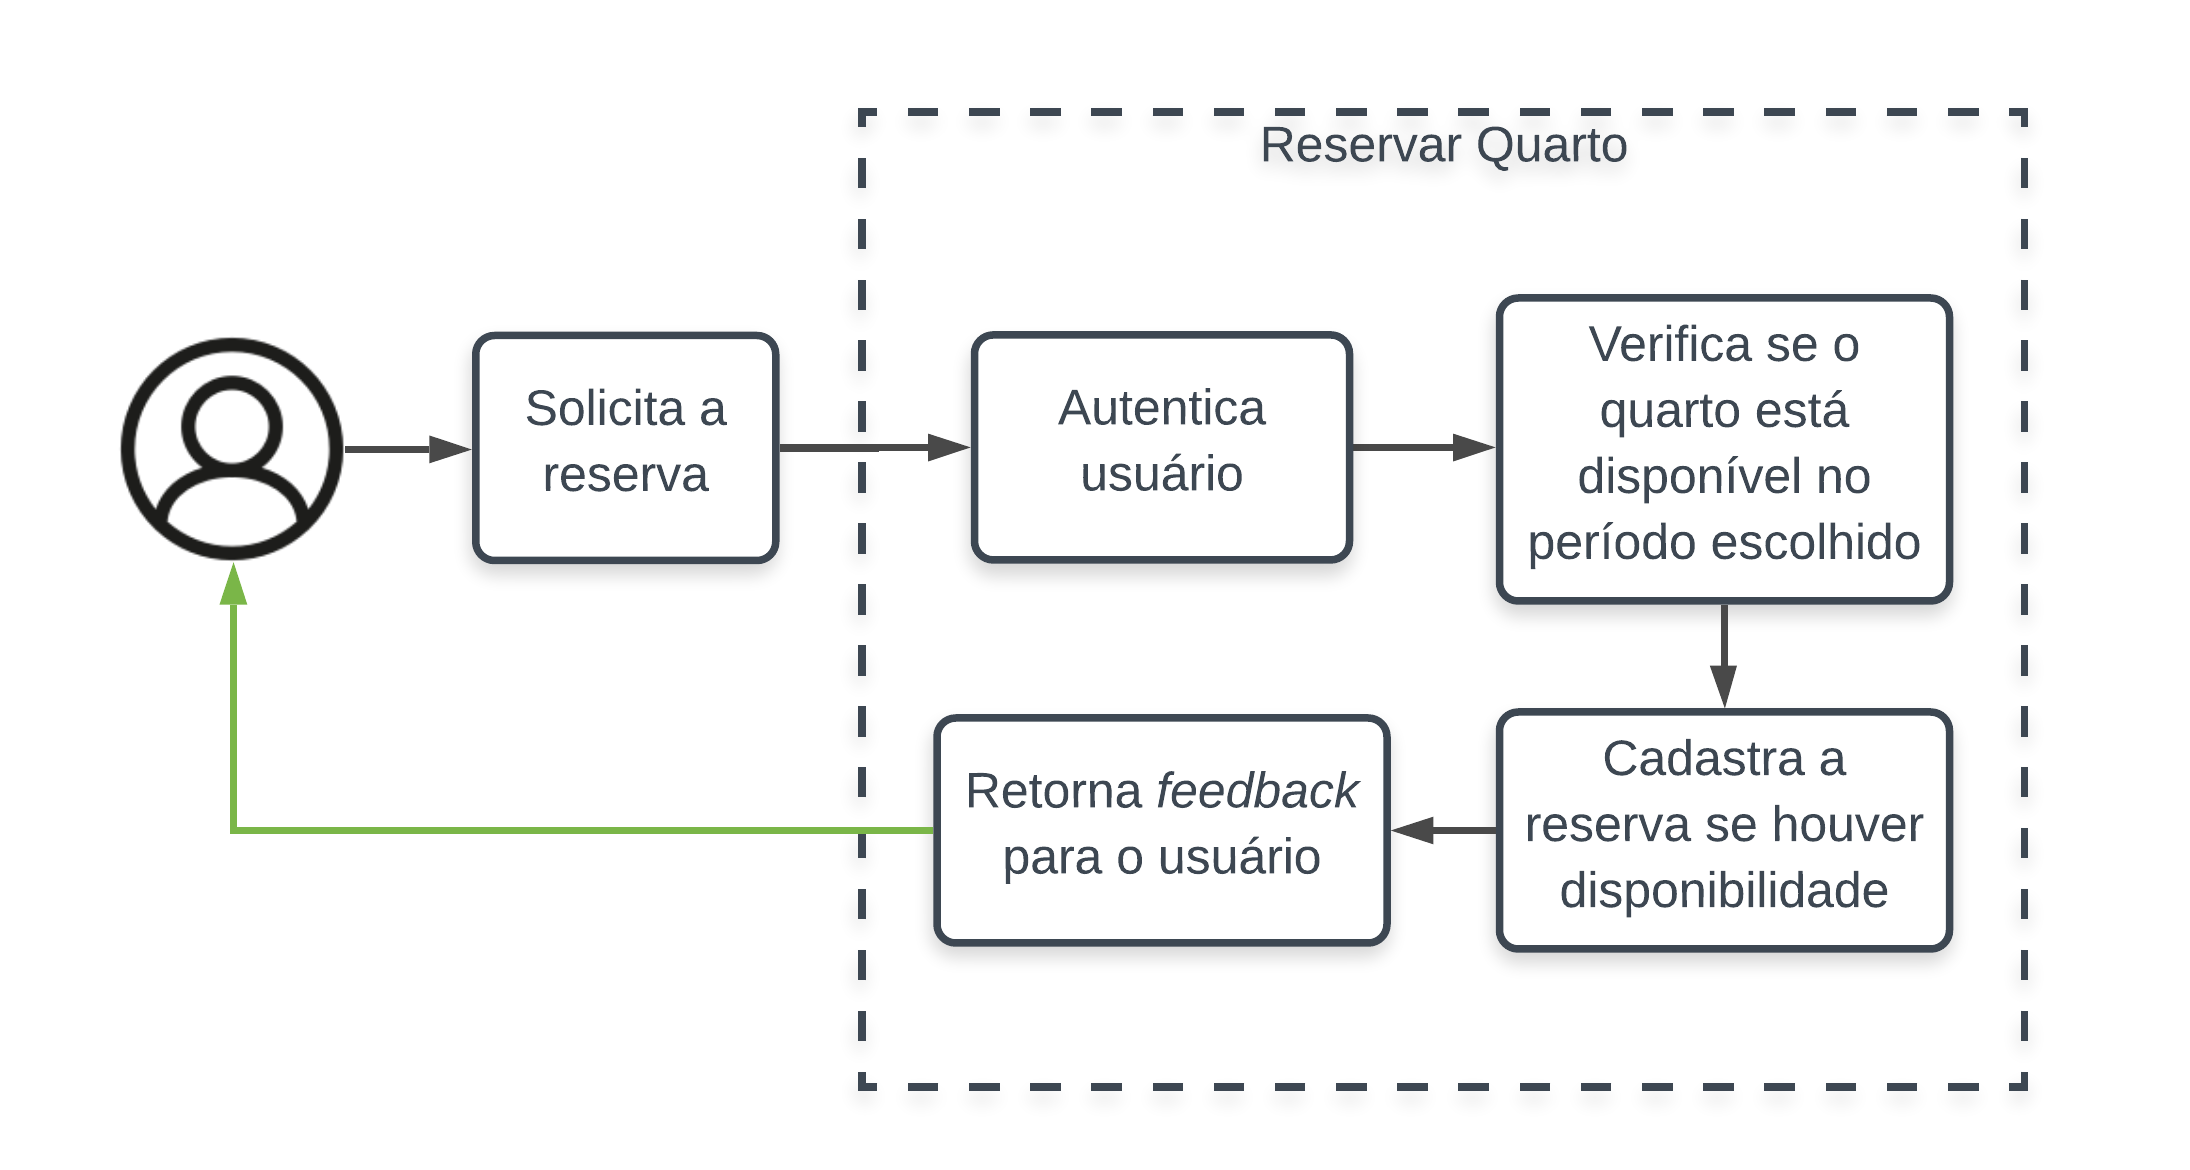 Reservar Quarto
Solicita a
reserva
Autentica
usuário
Verifica se o
quarto está
disponível no
período escolhido
Cadastra a
reserva se houver
disponibilidade
Retorna feedback
para o usuário